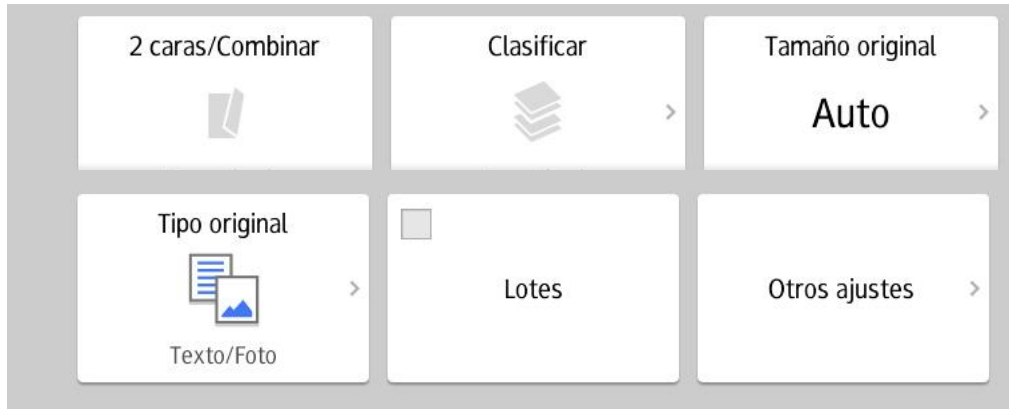 2 caras/Combinar
Clasificar
Tamaño original
Auto
Tipo original
Texto/Foto
Lotes
Otros ajustes